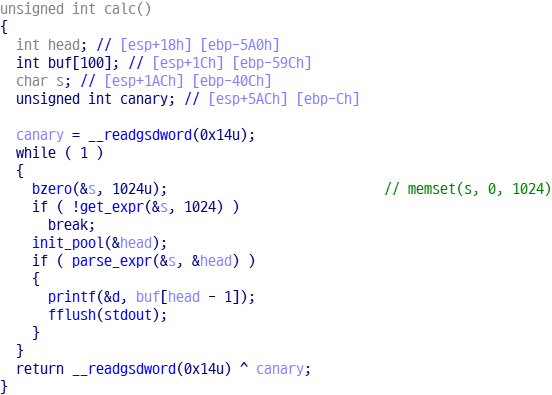 unsigned int calc()
{
int head; // [esp+18h] [ebp-5A0h]
int buf[100]; // [esp+1Ch] [ebp-59Ch]
char s; // [esp+1ACh] [ebp-40Ch]
unsigned int canary; // [esp+5ACh] [ebp-Ch]
canary = __readgsdword(0x14u);
while ( 1 )
{
bzero(&s, 1024u); // memset(s, 0, 1024)
if ( !get_expr(&s, 1024) )
break;
init_pool(&head);
if ( parse_expr(&s, &head) )
{
printf(&d, buf[head - 1]);
fflush(stdout);
}
}
return __readgsdword(0x14u) ^ canary;
}